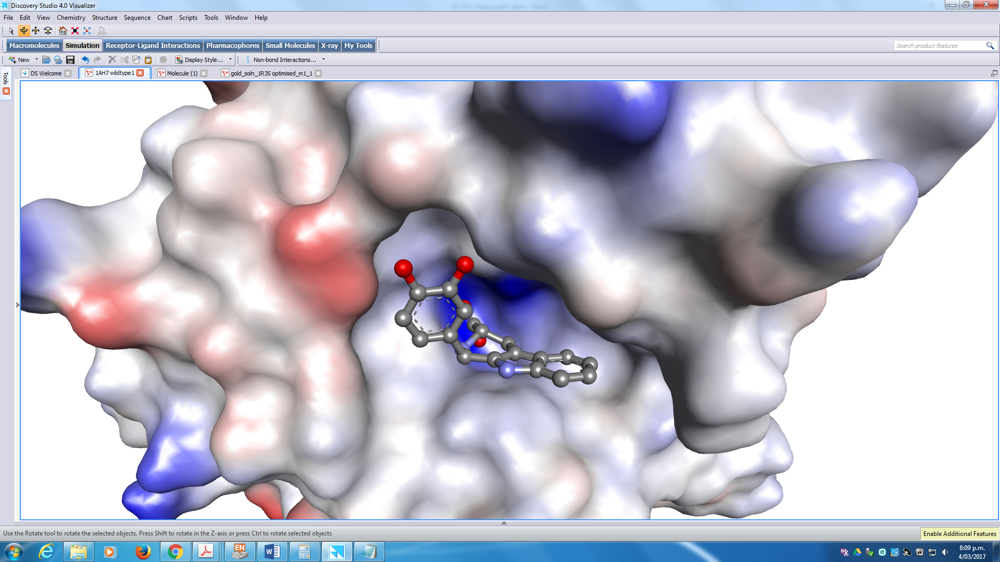 Discovery Studio 4.0 Visualizer
File Edit View Chemistry Structure Sequence Chart Scripts Tools Window Help
Macromolecules Simulation Receptor-Ligand Interactions Pharmacophores Small Molecules X-ray My Tools
Search product features
New Display Style... Non-bond Interactions...
DS Welcome 1AH7 wildtype1 Molecule (1) gold_soln_1R3S optimised_m1_1
Tools
Use the Rotate tool to rotate the selected objects. Press Shift to rotate in the Z-axis or press Ctrl to rotate selected objects
Enable Additional Features
EN
8:09 p.m.
4/03/2017